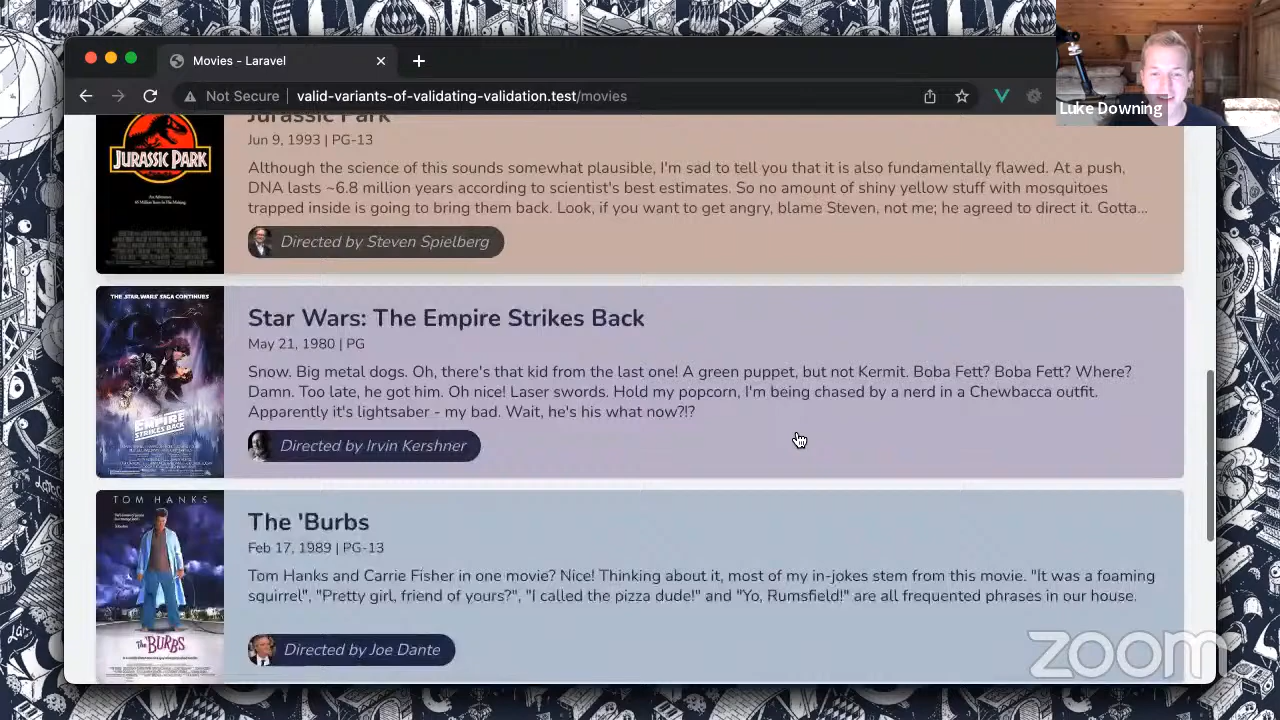 Movies - Laravel
Luke Downing
Not Secure
valid-variants-of-validating-validation.test/movies
JURASSIC PARK
Jurassic Park
Jun 9, 1993 | PG-13
Although the science of this sounds somewhat plausible, I'm sad to tell you that it is also fundamentally flawed. At a push,
DNA lasts ~6.8 million years according to scientist's best estimates. So no amount of shiny yellow stuff with mosquitoes
trapped inside is going to bring them back. Look, if you want to get angry, blame Steven, not me; he agreed to direct it. Gotta...
Directed by Steven Spielberg
THE STAR WARS SAGA CONTINUES
EMPIRE
STRIKES BACK
Star Wars: The Empire Strikes Back
May 21, 1980 | PG
Snow. Big metal dogs. Oh, there's that kid from the last one! A green puppet, but not Kermit. Boba Fett? Boba Fett? Where?
Damn. Too late, he got him. Oh nice! Laser swords. Hold my popcorn, I'm being chased by a nerd in a Chewbacca outfit.
Apparently it's lightsaber - my bad. Wait, he's his what now?!?
Directed by Irvin Kershner
TOM HANKS
The 'BURBS
The 'Burbs
Feb 17, 1989 | PG-13
Tom Hanks and Carrie Fisher in one movie? Nice! Thinking about it, most of my in-jokes stem from this movie. "It was a foaming
squirrel", "Pretty girl, friend of yours?", "I called the pizza dude!" and "Yo, Rumsfield!" are all frequented phrases in our house.
Directed by Joe Dante
zoom